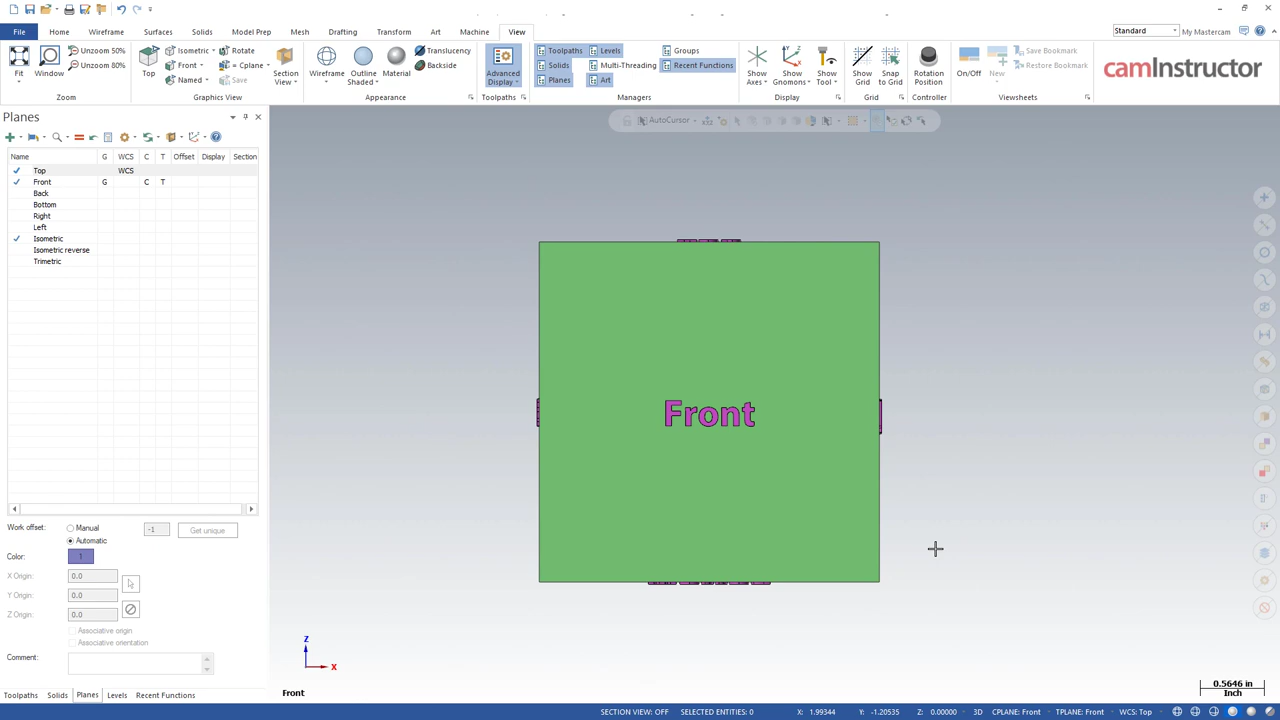 File Home Wireframe Surfaces Solids Model Prep Mesh Drafting Transform Art Machine View Standard My Mastercam
Unzoom 50% Isometric Rotate Translucency Toolpaths Levels Groups Save Bookmark
Unzoom 80% Front = Cplane Backside Solids Multi-Threading Recent Functions Restore Bookmark
Named Save Planes Art
Fit Window Top Section View Wireframe Outline Shaded Material Advanced Display Show Axes Show Gnomons Show Tool Show Grid Snap to Grid Rotation Position On/Off New
Zoom Graphics View Appearance Toolpaths Managers Display Grid Controller Viewsheets
camInstructor
Planes
AutoCursor
Name G WCS C T Offset Display Section
Top WCS
Front G C T
Back
Bottom
Right
Left
Isometric
Isometric reverse
Trimetric
Front
Work offset: Manual -1 Get unique
Automatic
Color: 1
X Origin: 0.0
Y Origin: 0.0
Z Origin: 0.0
Associative origin
Associative orientation
Comment:
Z
X
Front
0.5646 in
Inch
Toolpaths Solids Planes Levels Recent Functions
SECTION VIEW: OFF SELECTED ENTITIES: 0 X: 1.99344 Y: -1.20535 Z: 0.00000 3D CPLANE: Front TPLANE: Front WCS: Top